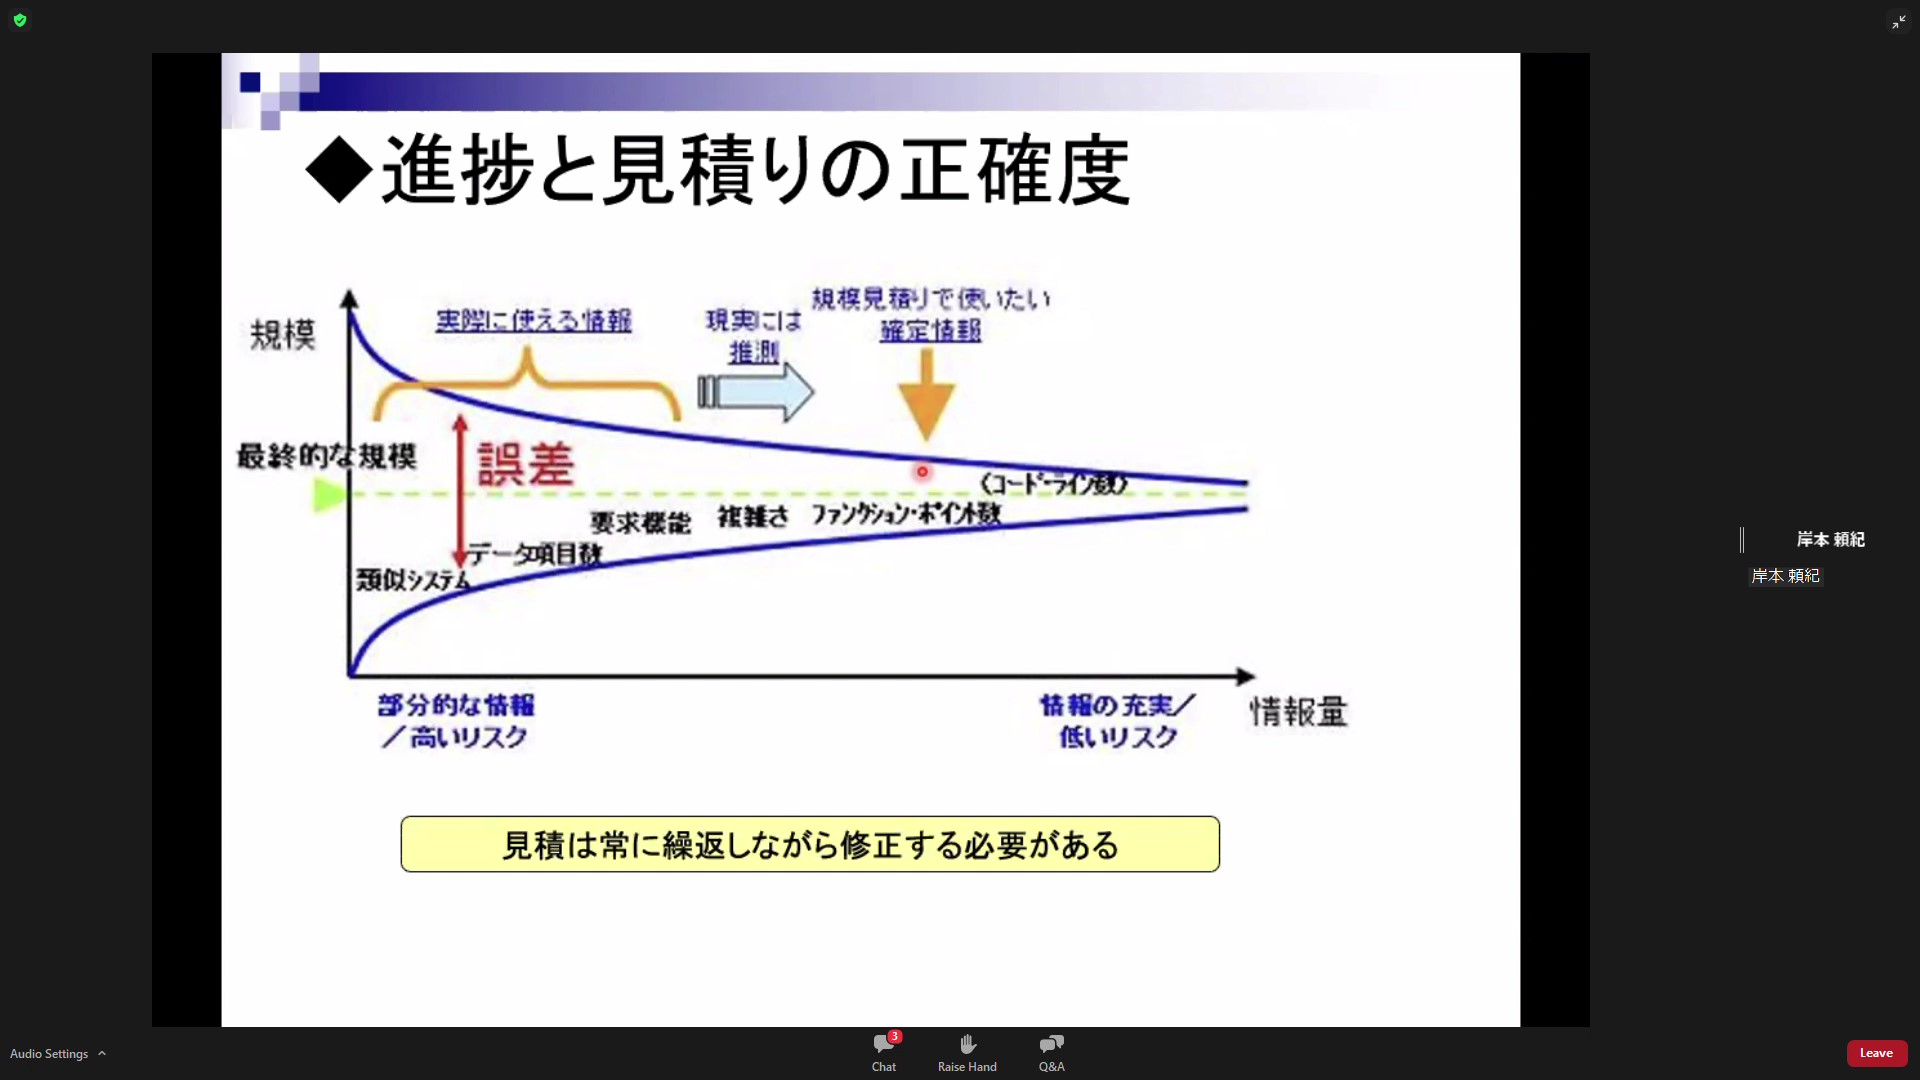 ◆進捗と見積りの正確度
規模
実際に使える情報
現実には
推測
規模見積りで使いたい
確定情報
最終的な規模
誤差
〈コード・ライン数〉
要求機能
複雑さ
ファンクション・ポイント数
データ項目数
類似システム
部分的な情報
／高いリスク
情報の充実／
低いリスク
情報量
見積は常に繰返しながら修正する必要がある
岸本 頼紀
岸本 頼紀
Audio Settings
3
Chat
Raise Hand
Q&A
Leave